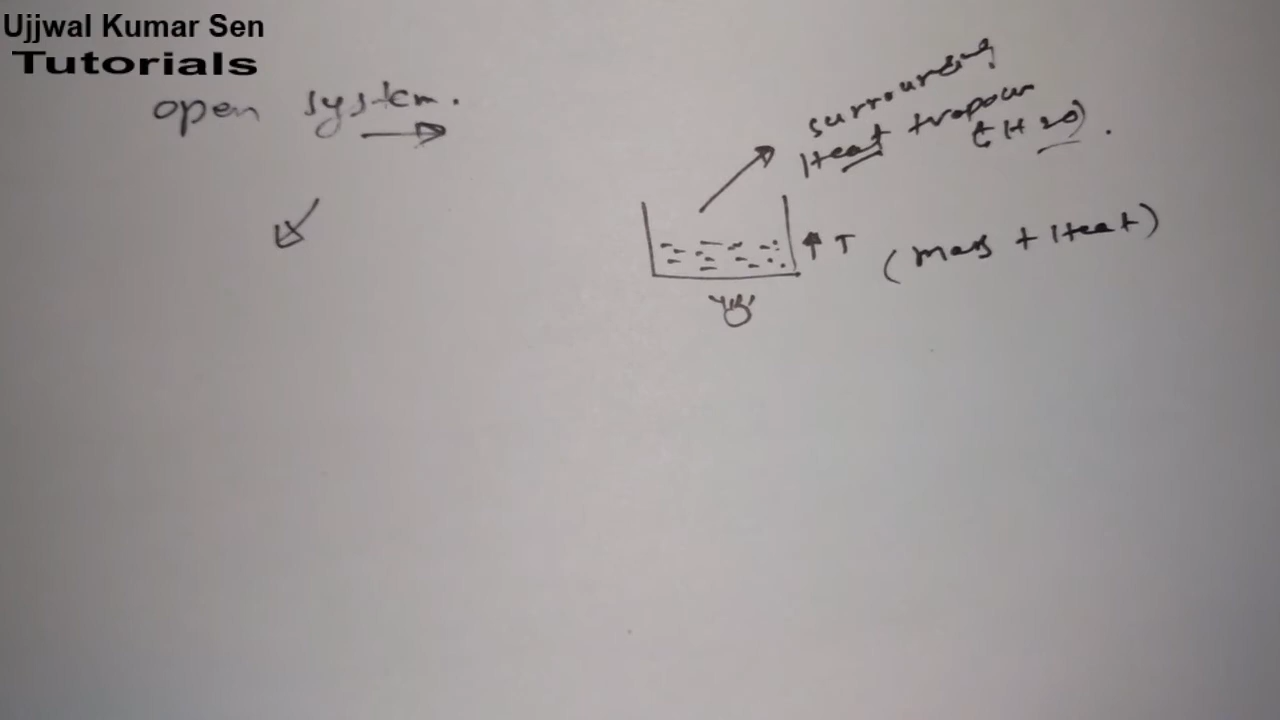 Ujjwal Kumar Sen
Tutorials
open system.
surrounding
Heat + vapour
(H2O).
↑ T (mass + Heat)